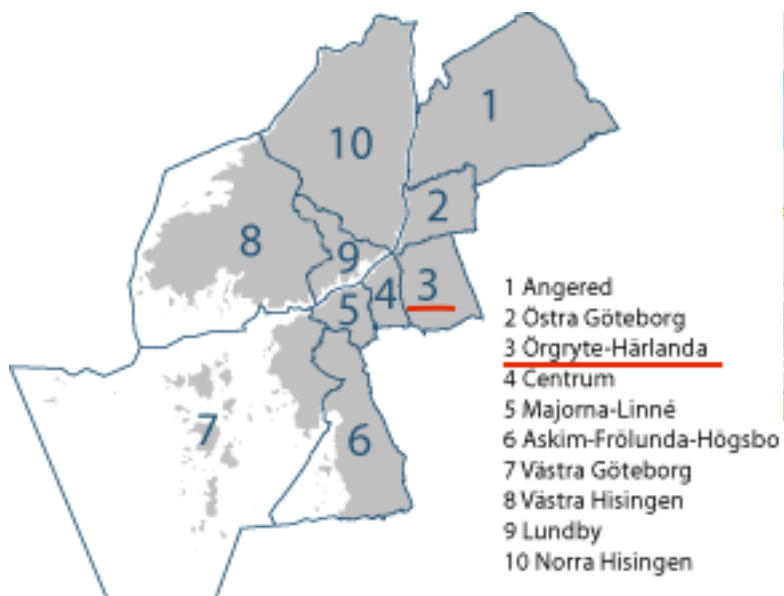 1
10
2
8
9
3
4
5
6
7
1 Angered
2 Östra Göteborg
3 Örgryte-Härlanda
4 Centrum
5 Majorna-Linné
6 Askim-Frölunda-Högsbo
7 Västra Göteborg
8 Västra Hisingen
9 Lundby
10 Norra Hisingen